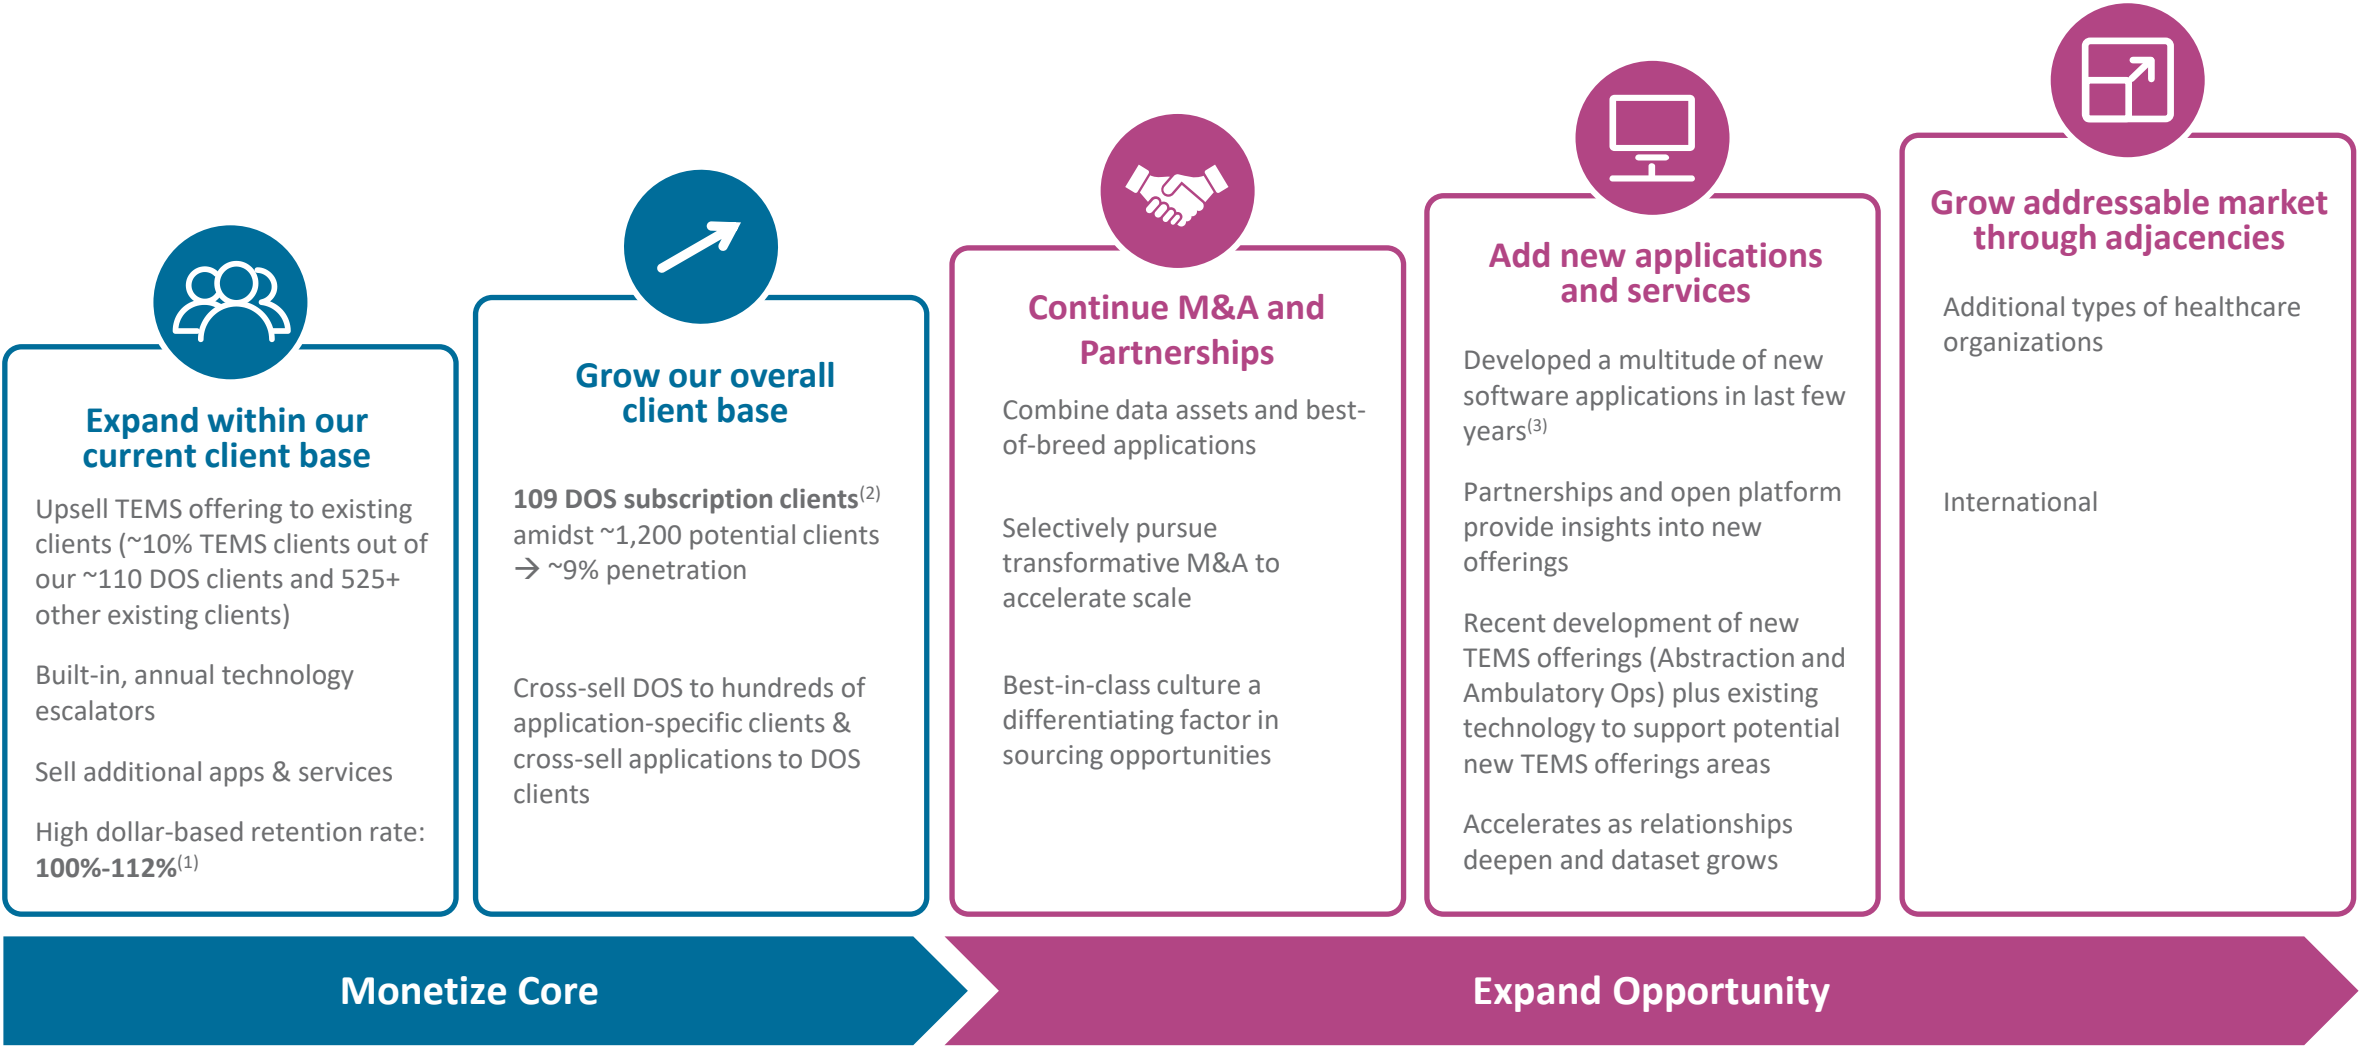 Expand within our
current client base
Upsell TEMS offering to existing
clients (~10% TEMS clients out of
our ~110 DOS clients and 525+
other existing clients)
Built-in, annual technology
escalators
Sell additional apps & services
High dollar-based retention rate:
100%-112%(1)
Grow our overall
client base
109 DOS subscription clients(2)
amidst ~1,200 potential clients
→ ~9% penetration
Cross-sell DOS to hundreds of
application-specific clients &
cross-sell applications to DOS
clients
Continue M&A and
Partnerships
Combine data assets and best-
of-breed applications
Selectively pursue
transformative M&A to
accelerate scale
Best-in-class culture a
differentiating factor in
sourcing opportunities
Add new applications
and services
Developed a multitude of new
software applications in last few
years(3)
Partnerships and open platform
provide insights into new
offerings
Recent development of new
TEMS offerings (Abstraction and
Ambulatory Ops) plus existing
technology to support potential
new TEMS offerings areas
Accelerates as relationships
deepen and dataset grows
Grow addressable market
through adjacencies
Additional types of healthcare
organizations
International
Monetize Core
Expand Opportunity